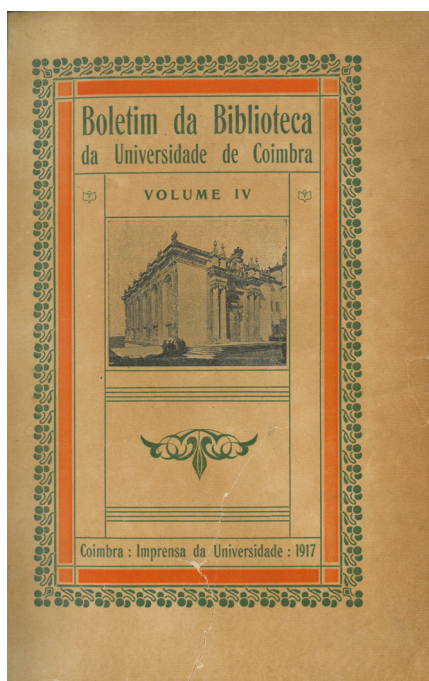 Boletim da Biblioteca
da Universidade de Coimbra
VOLUME IV
Coimbra : Imprensa da Universidade : 1917